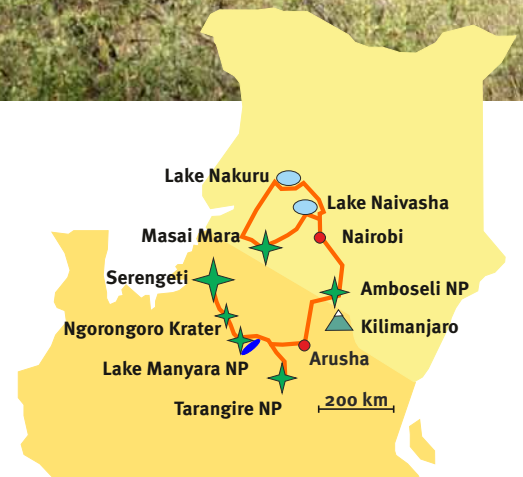 Lake Nakuru
Lake Naivasha
Masai Mara
Nairobi
Serengeti
Amboseli NP
Ngorongoro Krater
Kilimanjaro
Lake Manyara NP
Arusha
Tarangire NP
200 km